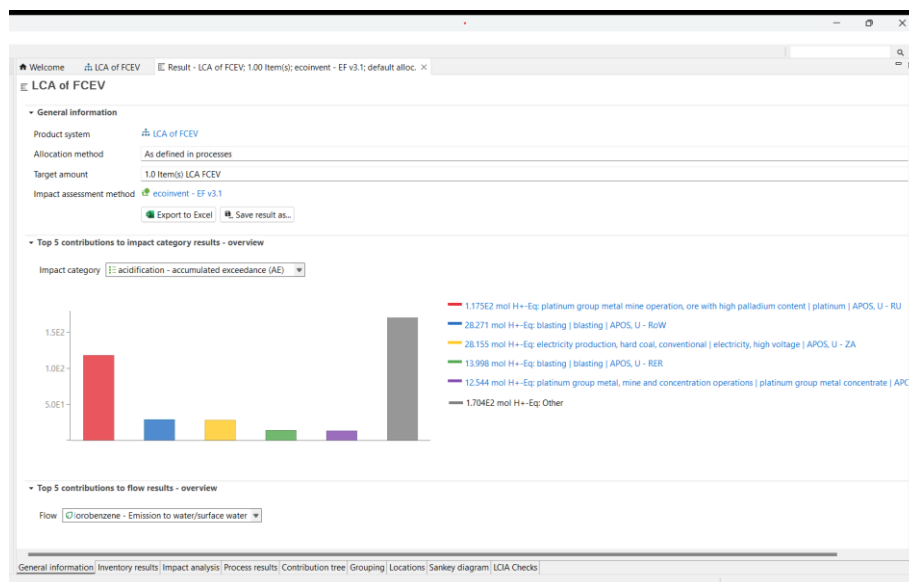 Welcome
LCA of FCEV
Result - LCA of FCEV; 1.00 Item(s); ecoinvent - EF v3.1; default alloc.
LCA of FCEV
General information
Product system LCA of FCEV
Allocation method As defined in processes
Target amount 1.0 Item(s) LCA FCEV
Impact assessment method ecoinvent - EF v3.1
Export to Excel Save result as...
Top 5 contributions to impact category results - overview
Impact category acidification - accumulated exceedance (AE)
1.5E2
1.0E2
5.0E1
1.175E2 mol H+-Eq: platinum group metal mine operation, ore with high palladium content | platinum | APOS, U - RU
28.271 mol H+-Eq: blasting | blasting | APOS, U - RoW
28.155 mol H+-Eq: electricity production, hard coal, conventional | electricity, high voltage | APOS, U - ZA
13.998 mol H+-Eq: blasting | blasting | APOS, U - RER
12.544 mol H+-Eq: platinum group metal, mine and concentration operations | platinum group metal concentrate | APO
1.704E2 mol H+-Eq: Other
Top 5 contributions to flow results - overview
Flow lorobenzene - Emission to water/surface water
General information Inventory results Impact analysis Process results Contribution tree Grouping Locations Sankey diagram LCIA Checks